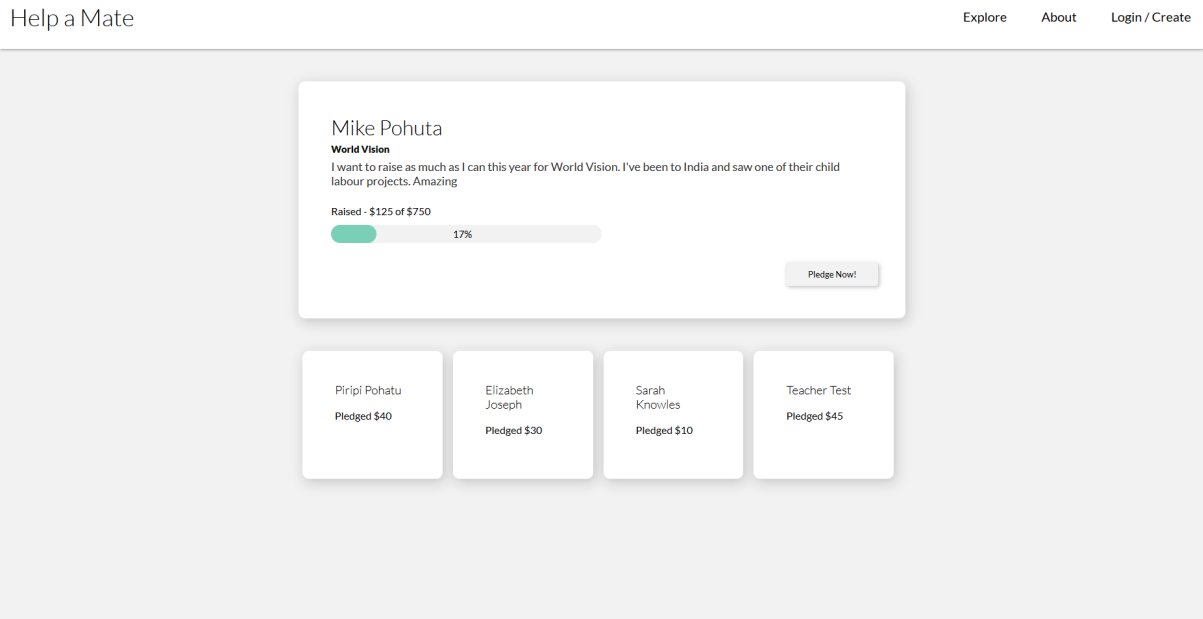 Help a Mate
Explore
About
Login / Create
Mike Pohuta
World Vision
I want to raise as much as I can this year for World Vision. I've been to India and saw one of their child
labour projects. Amazing
Raised - $125 of $750
17%
Pledge Now!
Piripi Pohatu
Pledged $40
Elizabeth
Joseph
Pledged $30
Sarah
Knowles
Pledged $10
Teacher Test
Pledged $45